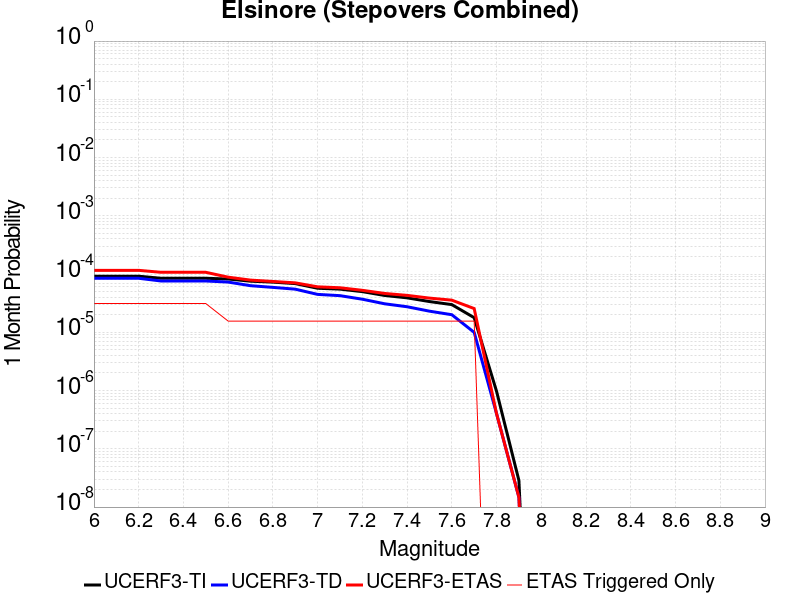 Elsinore (Stepovers Combined)
10^0
10^-1
10^-2
10^-3
10^-4
10^-5
10^-6
10^-7
10^-8
1 Month Probability
6 6.2 6.4 6.6 6.8 7 7.2 7.4 7.6 7.8 8 8.2 8.4 8.6 8.8 9
Magnitude
UCERF3-TI UCERF3-TD UCERF3-ETAS ETAS Triggered Only